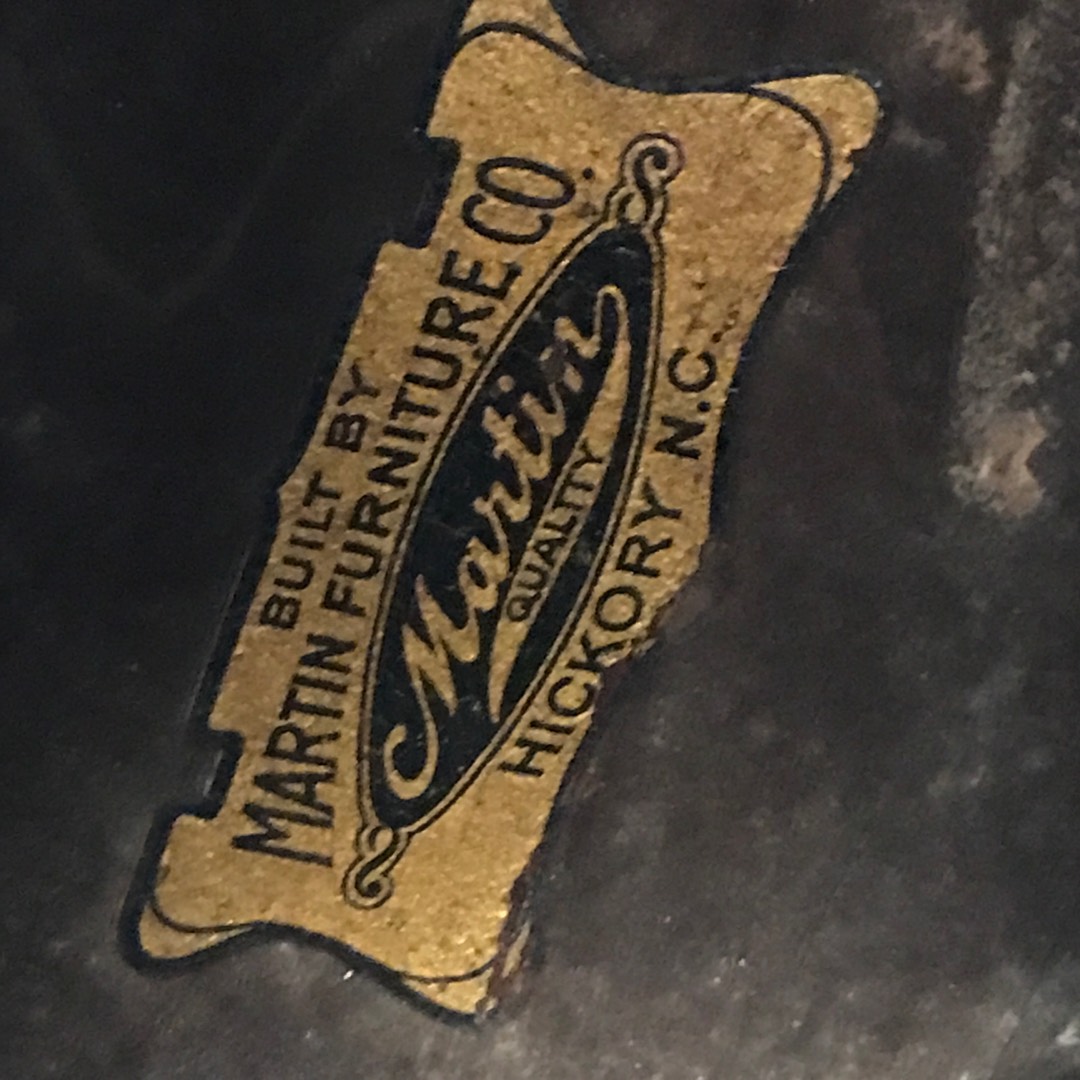 BUILT BY
MARTIN FURNITURE CO.
Martin
QUALITY
HICKORY N.C.